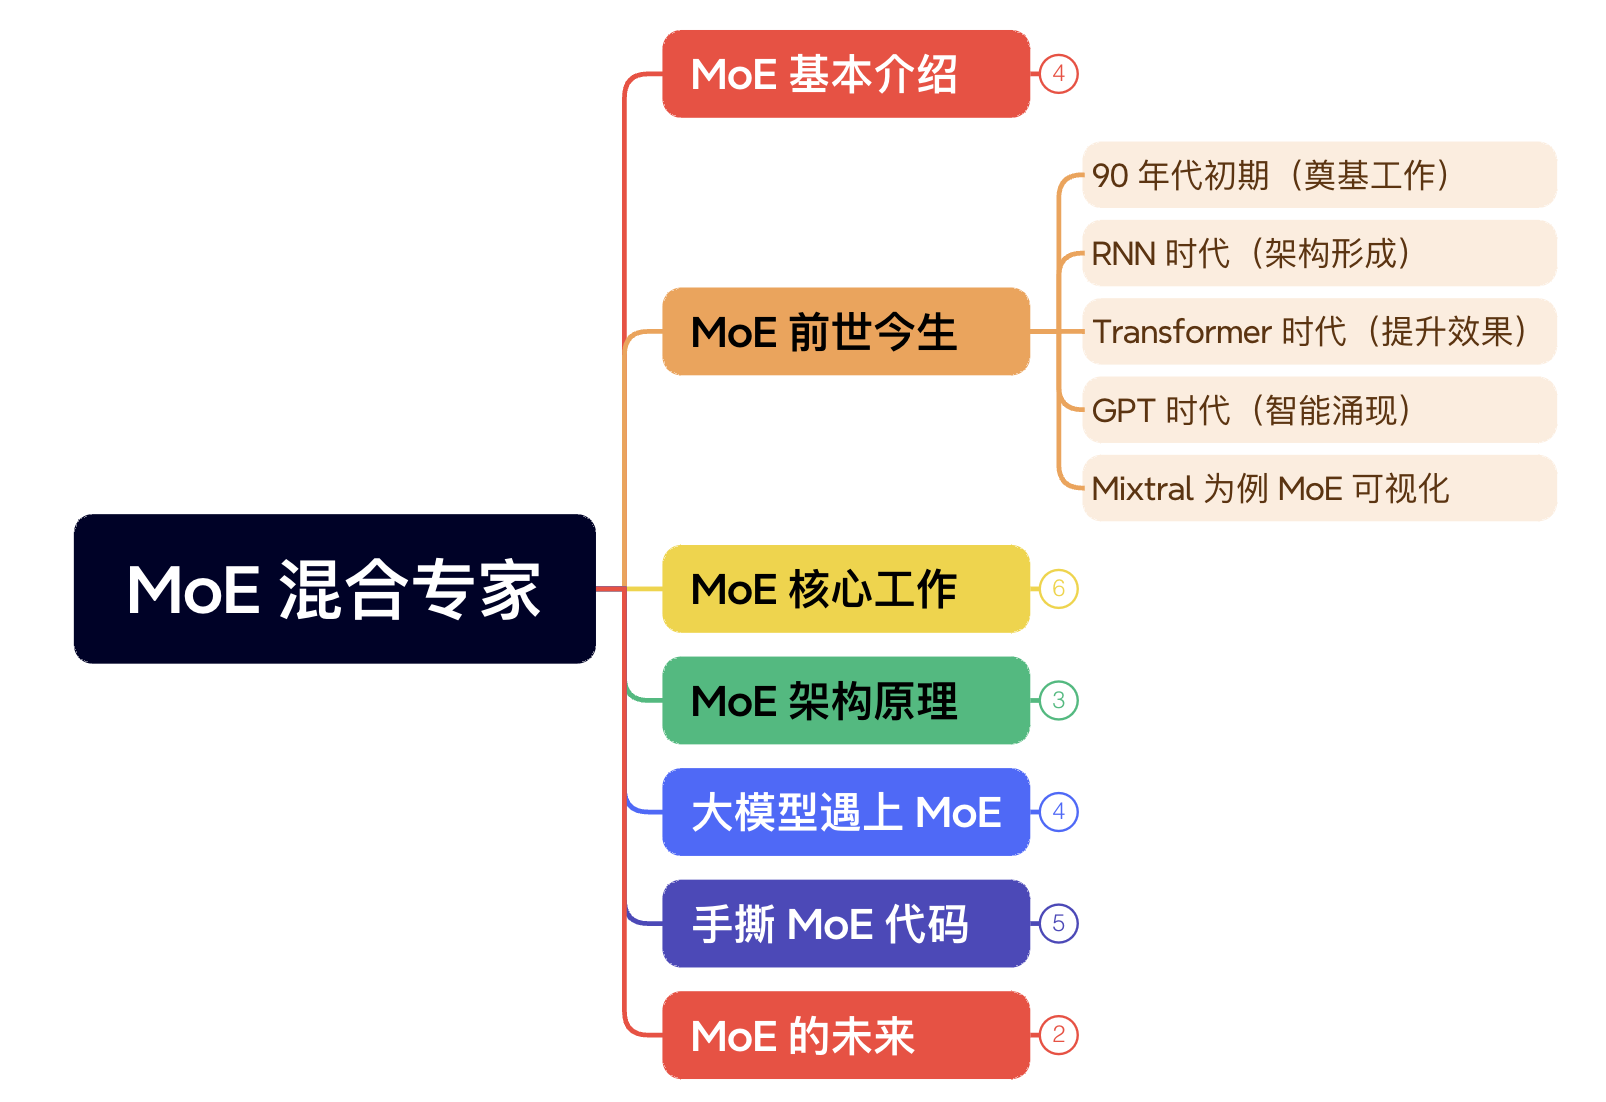 MoE 混合专家
MoE 基本介绍
4
MoE 前世今生
90 年代初期（奠基工作）
RNN 时代（架构形成）
Transformer 时代（提升效果）
GPT 时代（智能涌现）
Mixtral 为例 MoE 可视化
MoE 核心工作
6
MoE 架构原理
3
大模型遇上 MoE
4
手撕 MoE 代码
5
MoE 的未来
2